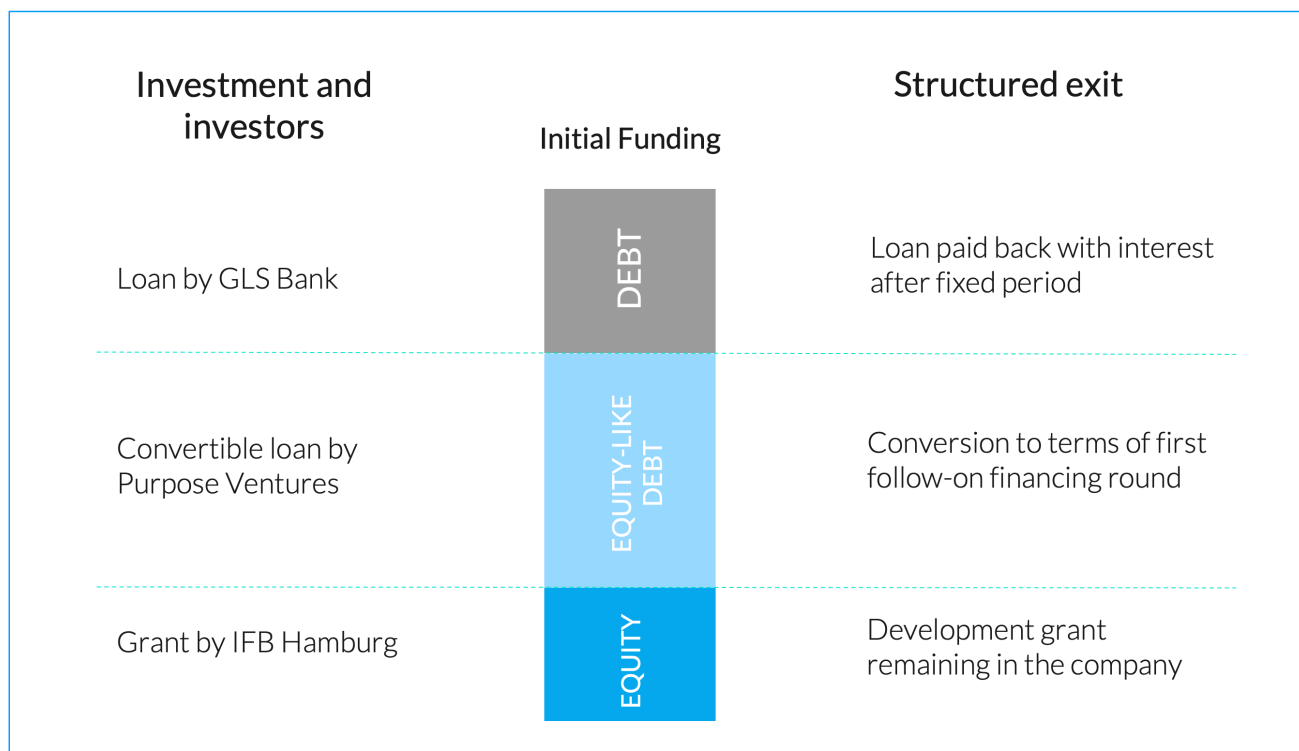 Investment and
investors
Initial Funding
Structured exit
Loan by GLS Bank
DEBT
Loan paid back with interest
after fixed period
Convertible loan by
Purpose Ventures
EQUITY-LIKE
DEBT
Conversion to terms of first
follow-on financing round
Grant by IFB Hamburg
EQUITY
Development grant
remaining in the company